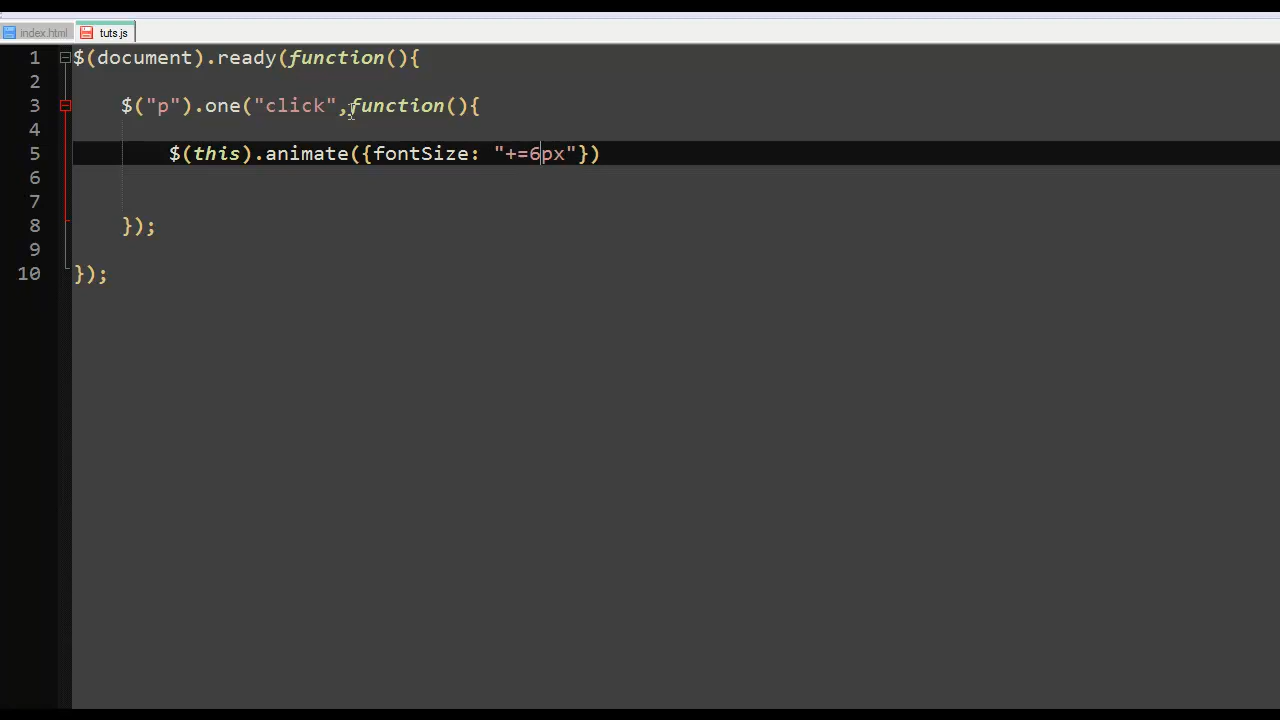 index.html tuts.js
1 $(document).ready(function(){
2
3 $("p").one("click",function(){
4
5 $(this).animate({fontSize: "+=6px"})
6
7
8 });
9
10 });